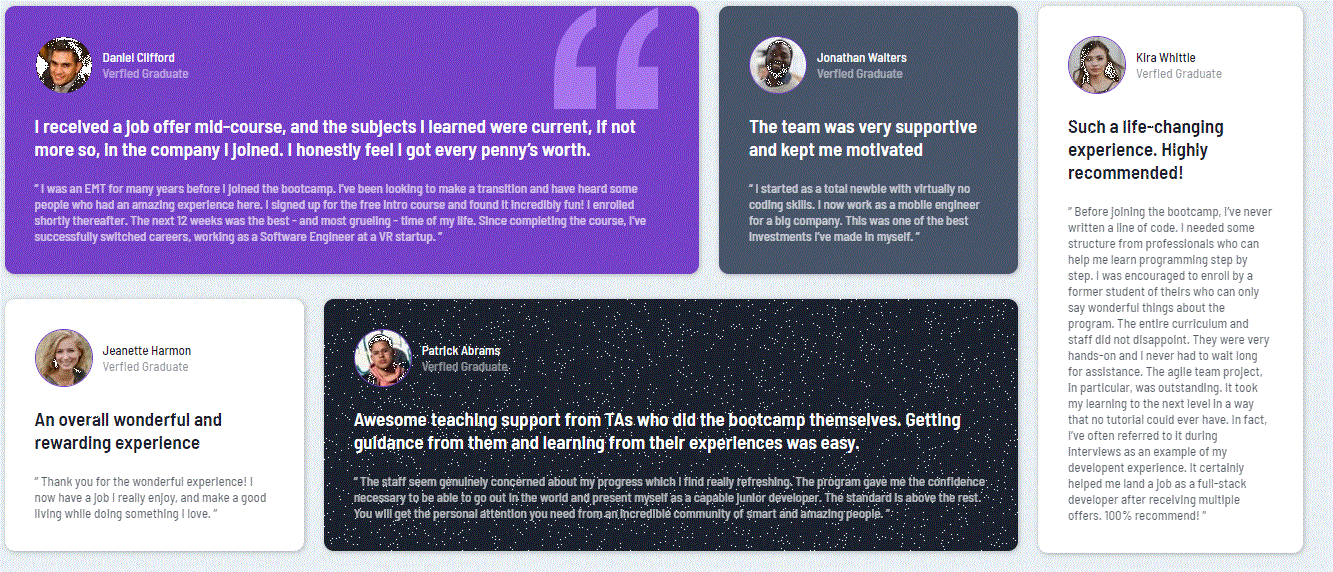 Daniel Clifford
Verfied Graduate
I received a job offer mid-course, and the subjects I learned were current, if not
more so, in the company I joined. I honestly feel I got every penny’s worth.
“ I was an EMT for many years before I joined the bootcamp. I’ve been looking to make a transition and have heard some
people who had an amazing experience here. I signed up for the free intro course and found it incredibly fun! I enrolled
shortly thereafter. The next 12 weeks was the best - and most grueling - time of my life. Since completing the course, I’ve
successfully switched careers, working as a Software Engineer at a VR startup. ”
Jonathan Walters
Verfied Graduate
The team was very supportive
and kept me motivated
“ I started as a total newbie with virtually no
coding skills. I now work as a mobile engineer
for a big company. This was one of the best
investments I’ve made in myself. ”
Kira Whittle
Verfied Graduate
Such a life-changing
experience. Highly
recommended!
“ Before joining the bootcamp, I’ve never
written a line of code. I needed some
structure from professionals who can
help me learn programming step by
step. I was encouraged to enroll by a
former student of theirs who can only
say wonderful things about the
program. The entire curriculum and
staff did not disappoint. They were very
hands-on and I never had to wait long
for assistance. The agile team project,
in particular, was outstanding. It took
my learning to the next level in a way
that no tutorial could ever have. In fact,
I’ve often referred to it during
interviews as an example of my
developent experience. It certainly
helped me land a job as a full-stack
developer after receiving multiple
offers. 100% recommend! ”
Jeanette Harmon
Verfied Graduate
An overall wonderful and
rewarding experience
“ Thank you for the wonderful experience! I
now have a job I really enjoy, and make a good
living while doing something I love. ”
Patrick Abrams
Verfied Graduate
Awesome teaching support from TAs who did the bootcamp themselves. Getting
guidance from them and learning from their experiences was easy.
“ The staff seem genuinely concerned about my progress which I find really refreshing. The program gave me the confidence
necessary to be able to go out in the world and present myself as a capable junior developer. The standard is above the rest.
You will get the personal attention you need from an incredible community of smart and amazing people. ”